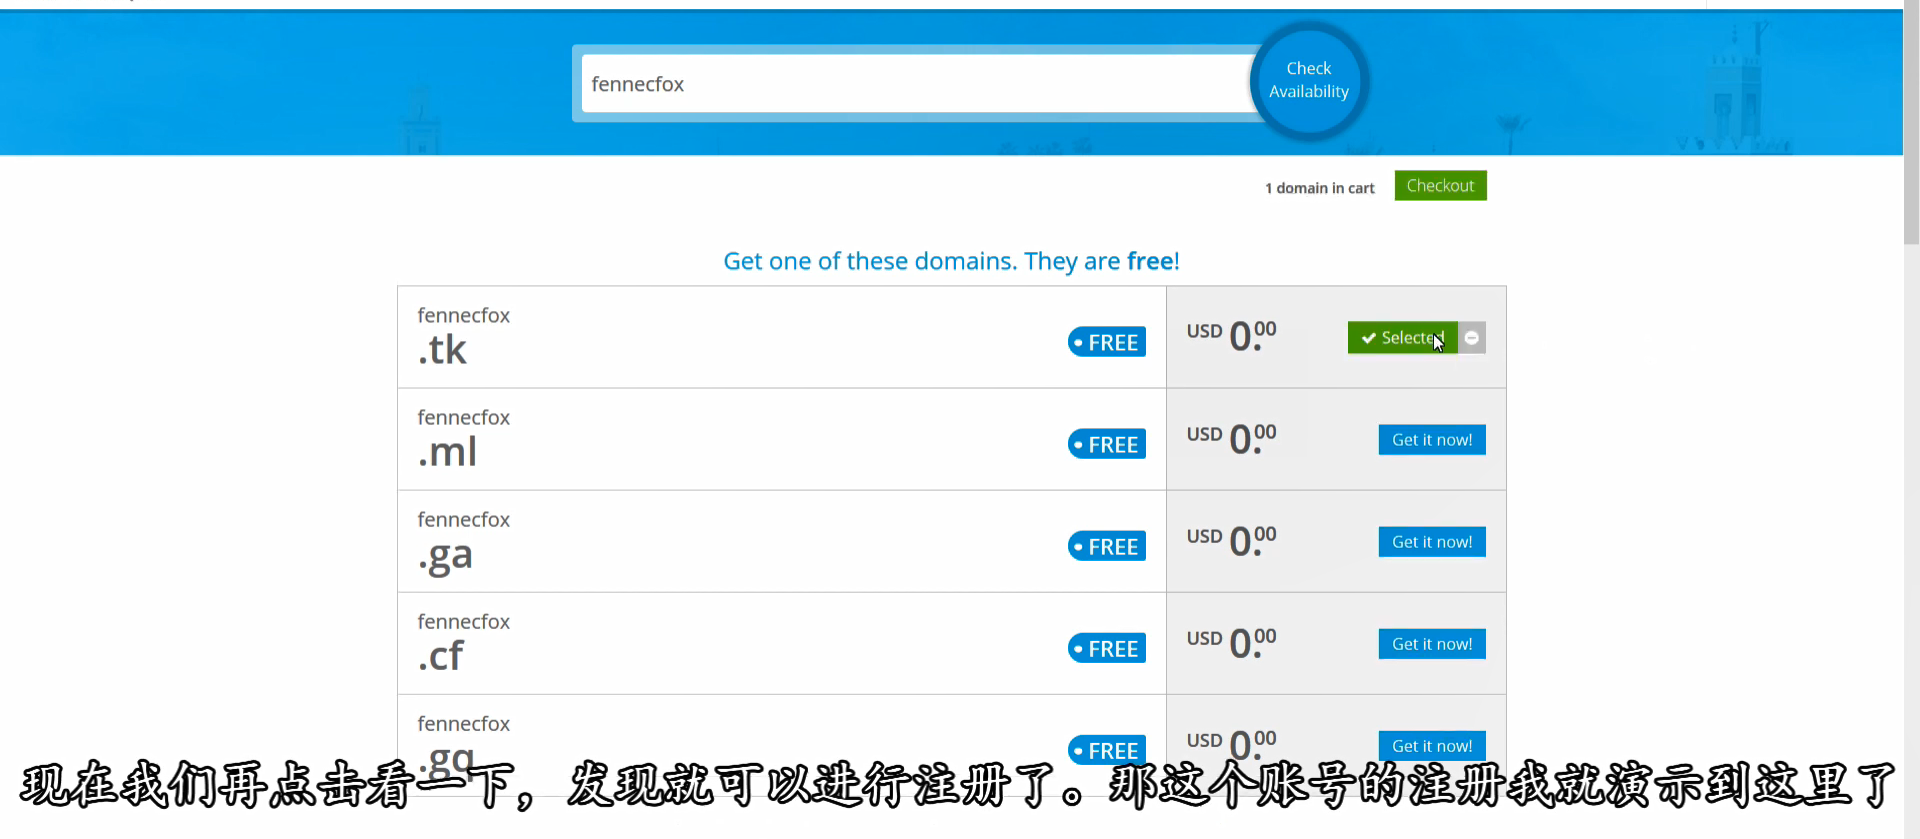 fennecfox
Check
Availability
1 domain in cart
Checkout
Get one of these domains. They are free!
fennecfox
.tk
FREE
USD 0.00
Selected
fennecfox
.ml
FREE
USD 0.00
Get it now!
fennecfox
.ga
FREE
USD 0.00
Get it now!
fennecfox
.cf
FREE
USD 0.00
Get it now!
fennecfox
.gq
FREE
USD 0.00
Get it now!
现在我们再点击看一下，发现就可以进行注册了。那这个账号的注册我就演示到这里了